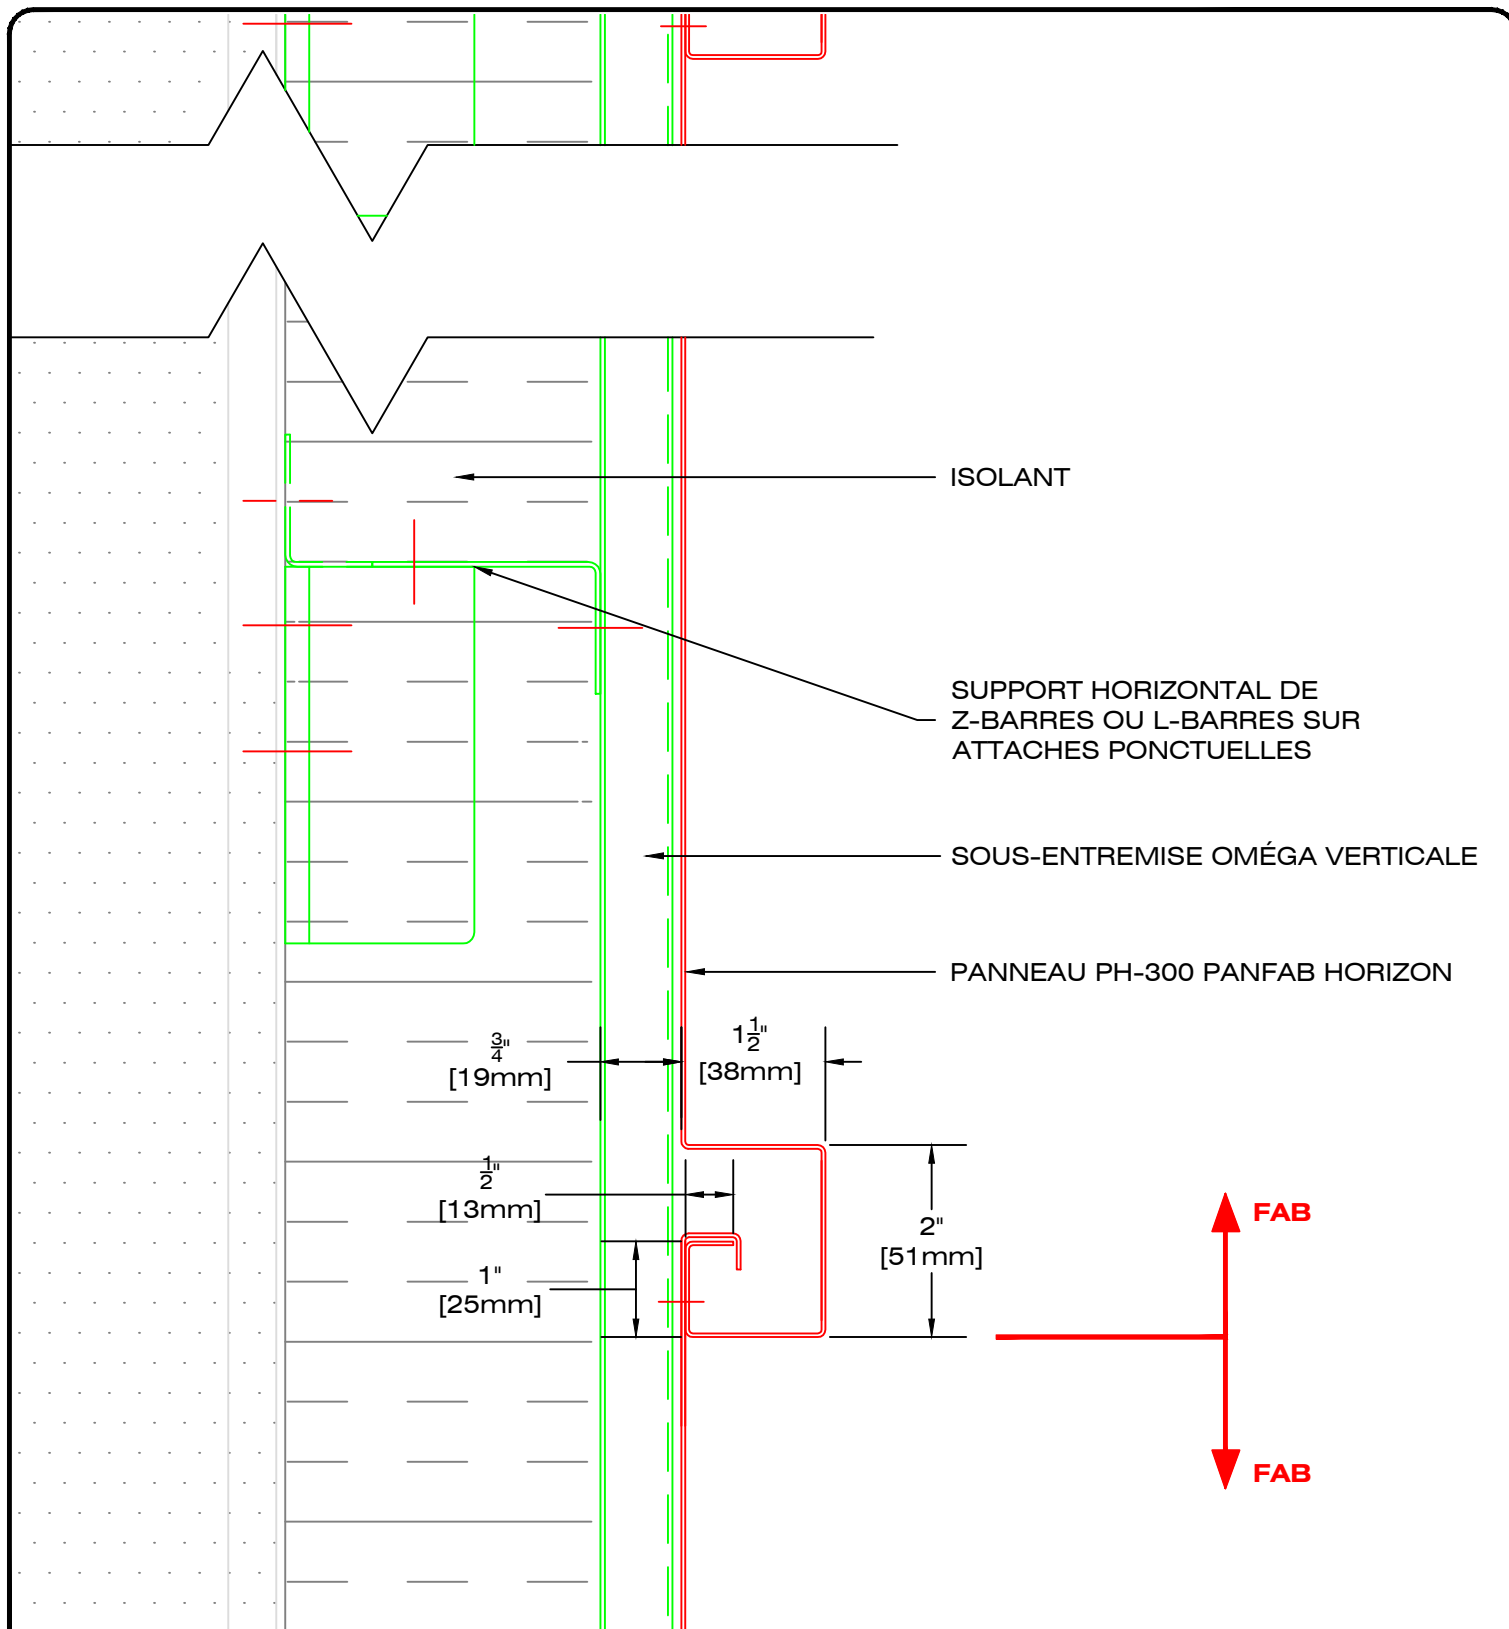 ISOLANT
SUPPORT HORIZONTAL DE
Z-BARRES OU L-BARRES SUR
ATTACHES PONCTUELLES
SOUS-ENTREMISE OMÉGA VERTICALE
PANNEAU PH-300 PANFAB HORIZON
3/4"
[19mm]
1 1/2"
[38mm]
1/2"
[13mm]
2"
[51mm]
1"
[25mm]
FAB
FAB